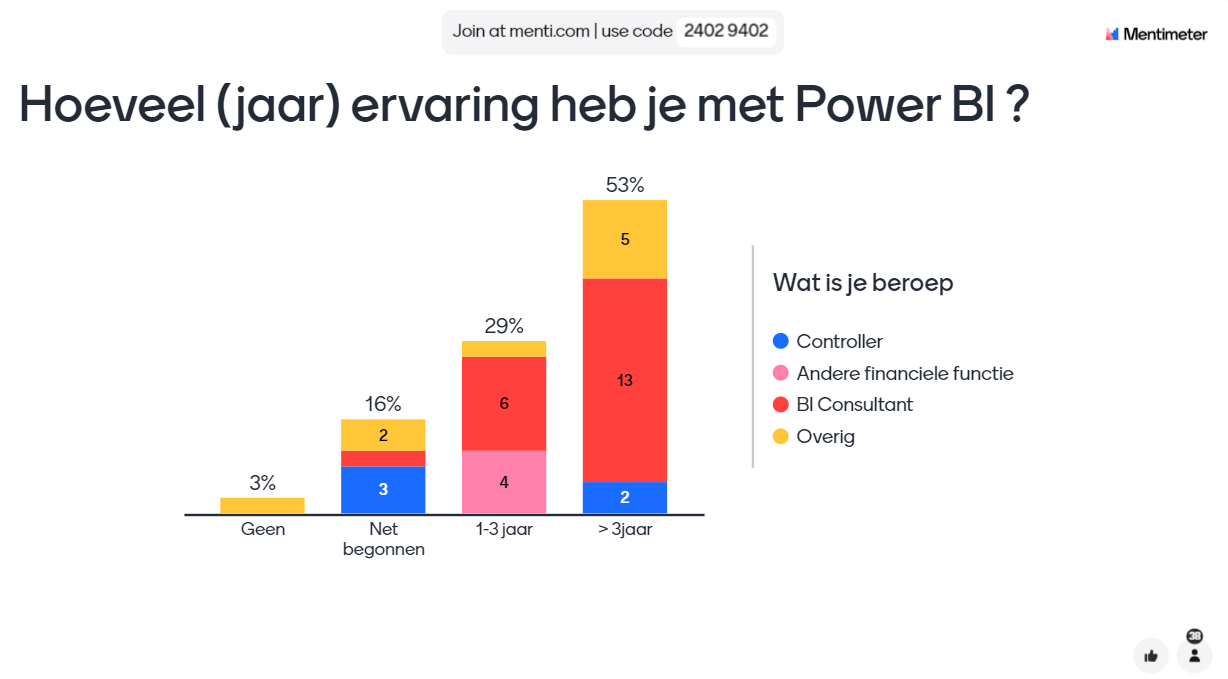 Join at menti.com | use code 2402 9402
Mentimeter
Hoeveel (jaar) ervaring heb je met Power BI ?
53%
5
29%
13
6
16%
2
3%
3
4
2
Geen
Net
begonnen
1-3 jaar
> 3jaar
Wat is je beroep
Controller
Andere financiele functie
BI Consultant
Overig
38